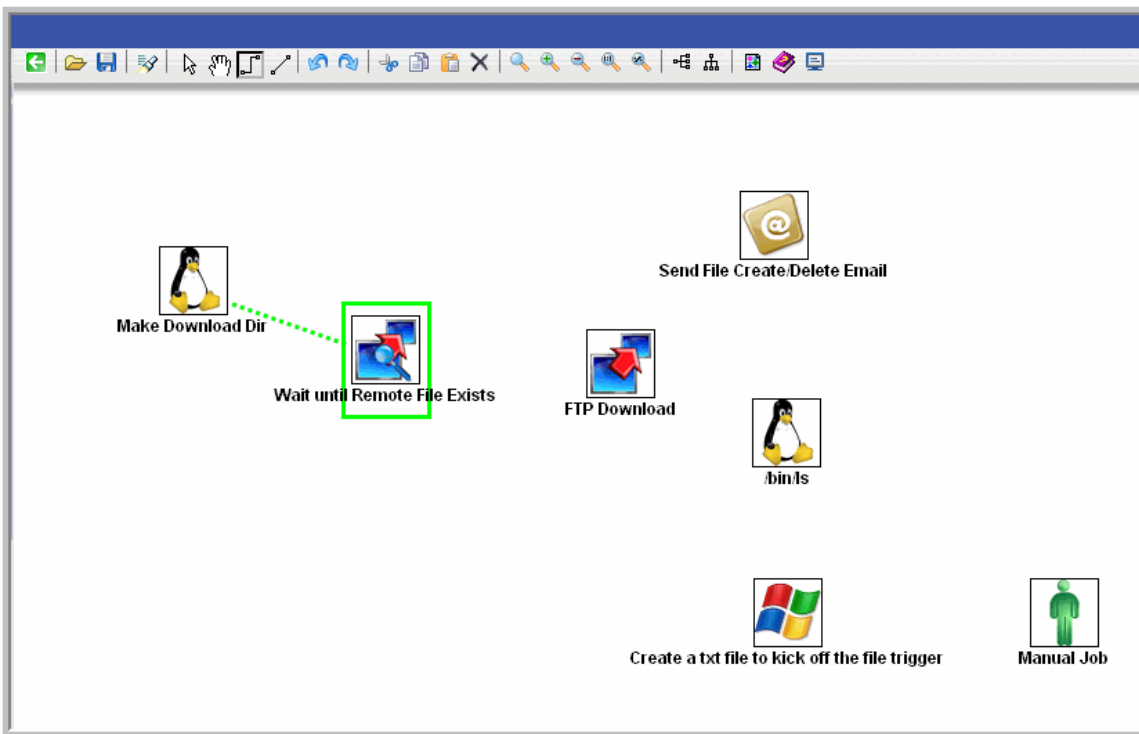 Send File Create/Delete Email
Make Download Dir
Wait until Remote File Exists
FTP Download
/bin/ls
Create a txt file to kick off the file trigger
Manual Job